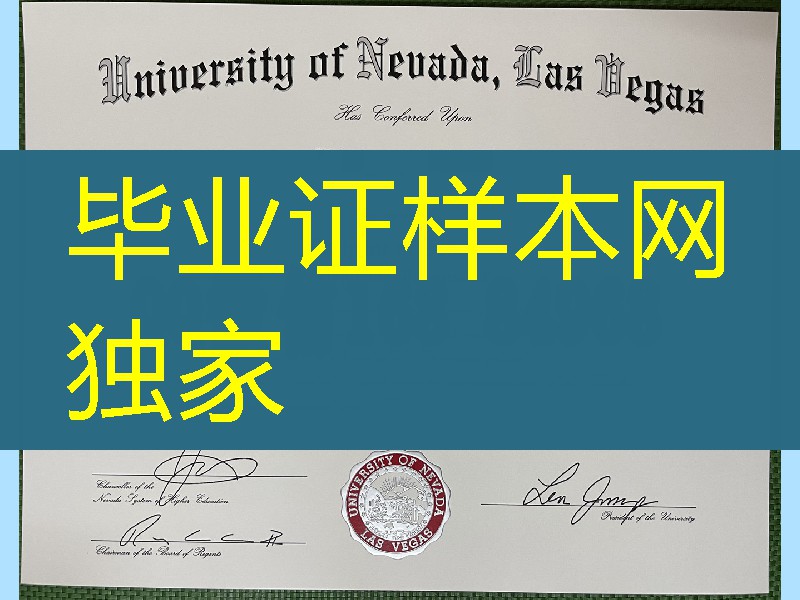 University of Nevada, Las Vegas
Has Conferred Upon
毕业证样本网
独家
Chancellor of the
Nevada System of Higher Education
Chairman of the Board of Regents
UNIVERSITY OF NEVADA
LAS VEGAS
President of the University